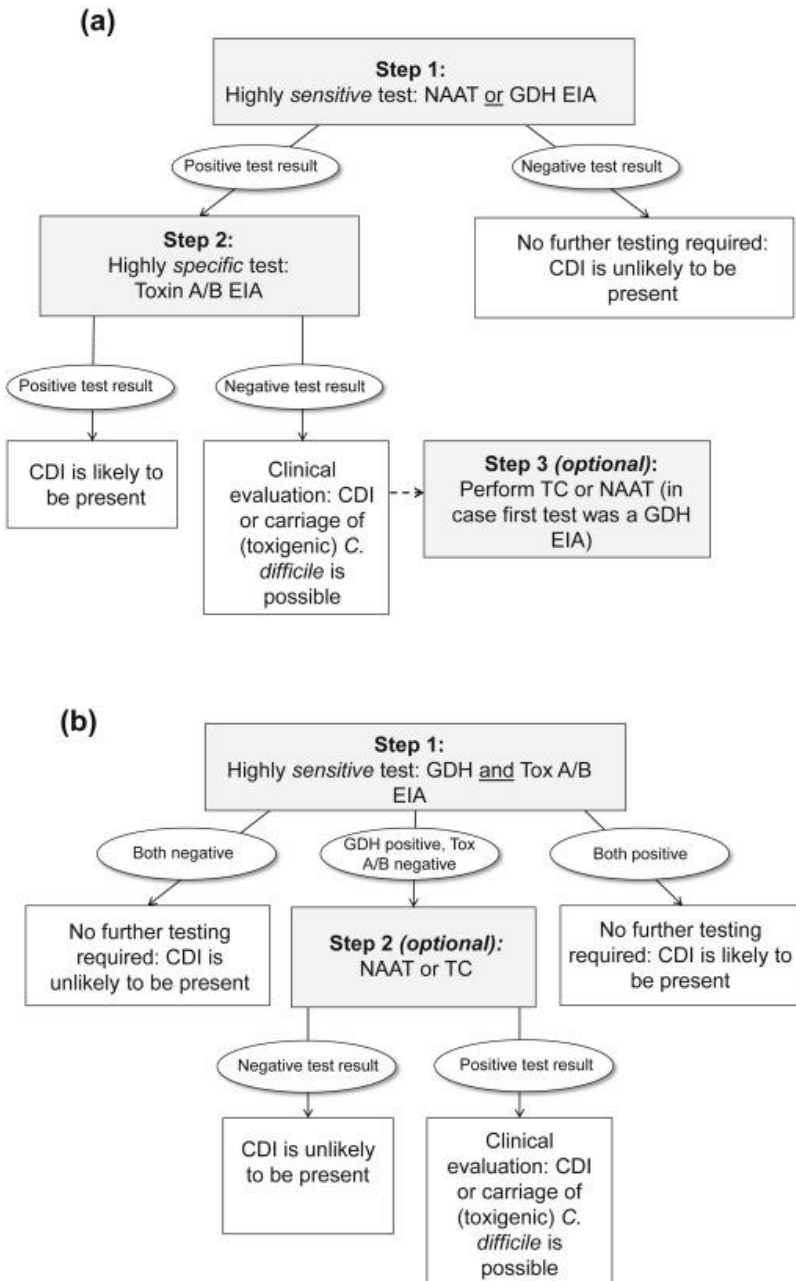 (a)
Step 1:
Highly sensitive test: NAAT or GDH EIA
Positive test result
Negative test result
Step 2:
Highly specific test:
Toxin A/B EIA
No further testing required:
CDI is unlikely to be
present
Positive test result
Negative test result
CDI is likely to
be present
Clinical
evaluation: CDI
or carriage of
(toxigenic) C.
difficile is
possible
Step 3 (optional):
Perform TC or NAAT (in
case first test was a GDH
EIA)
(b)
Step 1:
Highly sensitive test: GDH and Tox A/B
EIA
Both negative
GDH positive, Tox
A/B negative
Both positive
No further testing
required: CDI is
unlikely to be present
Step 2 (optional):
NAAT or TC
No further testing
required: CDI is likely to
be present
Negative test result
Positive test result
CDI is unlikely
to be present
Clinical
evaluation: CDI
or carriage of
(toxigenic) C.
difficile is
possible